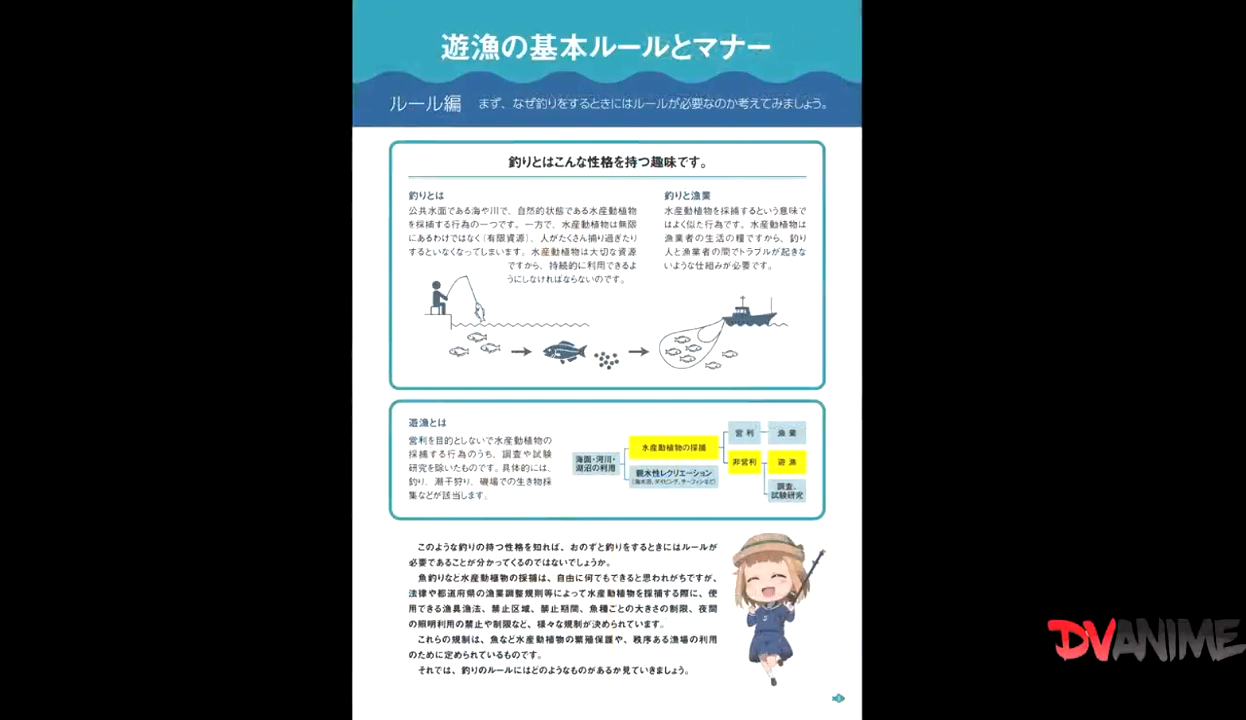 遊漁の基本ルールとマナー
ルール編 まず、なぜ釣りをするときにはルールが必要なのか考えてみましょう。
釣りとはこんな性格を持つ趣味です。
釣りとは
公共水面である海や川で、自然的状態である水産動植物
を採捕する行為の一つです。一方で、水産動植物は無限
にあるわけではなく(有限資源)、人がたくさん捕り過ぎたり
するといなくなってしまいます。水産動植物は大切な資源
ですから、持続的に利用できるよ
うにしなければならないのです。
釣りと漁業
水産動植物を採捕するという意味で
はよく似た行為です。水産動植物は
漁業者の生活の糧ですから、釣り
人と漁業者の間でトラブルが起きな
いような仕組みが必要です。
遊漁とは
営利を目的としないで水産動植物の
採捕する行為のうち、調査や試験
研究を除いたものです。具体的には、
釣り、潮干狩り、磯場での生き物採
集などが該当します。
海面・河川・
湖沼の利用
水産動植物の採捕
親水性レクリエーション
(海水浴、ダイビング、サーフィンなど)
営利
漁業
非営利
遊漁
調査、
試験研究
このような釣りの持つ性格を知れば、おのずと釣りをするときにはルールが
必要であることが分かってくるのではないでしょうか。
魚釣りなど水産動植物の採捕は、自由に何でもできると思われがちですが、
法律や都道府県の漁業調整規則等によって水産動植物を採捕する際に、使
用できる漁具漁法、禁止区域、禁止期間、魚種ごとの大きさの制限、夜間
の照明利用の禁止や制限など、様々な規制が決められています。
これらの規制は、魚など水産動植物の繁殖保護や、秩序ある漁場の利用
のために定められているものです。
それでは、釣りのルールにはどのようなものがあるか見ていきましょう。
DVANIME